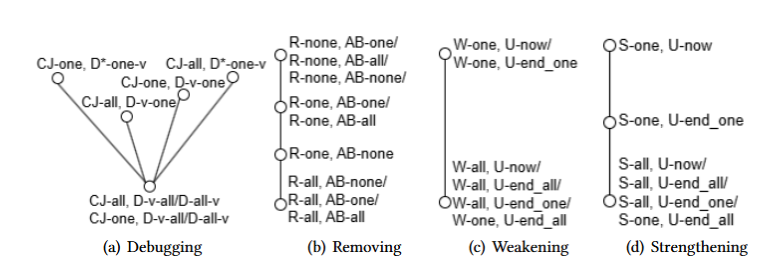 CJ-one, D*-one-v
CJ-all, D*-one-v
CJ-one, D-v-one
CJ-all, D-v-one
CJ-all, D-v-all/D-all-v
CJ-one, D-v-all/D-all-v
(a) Debugging
R-none, AB-one/
R-none, AB-all/
R-none, AB-none/
R-one, AB-one/
R-one, AB-all
R-one, AB-none
R-all, AB-none/
R-all, AB-one/
R-all, AB-all
(b) Removing
W-one, U-now/
W-one, U-end_one
W-all, U-now/
W-all, U-end_all/
W-all, U-end_one/
W-one, U-end_all
(c) Weakening
S-one, U-now
S-one, U-end_one
S-all, U-now/
S-all, U-end_all/
S-all, U-end_one/
S-one, U-end_all
(d) Strengthening